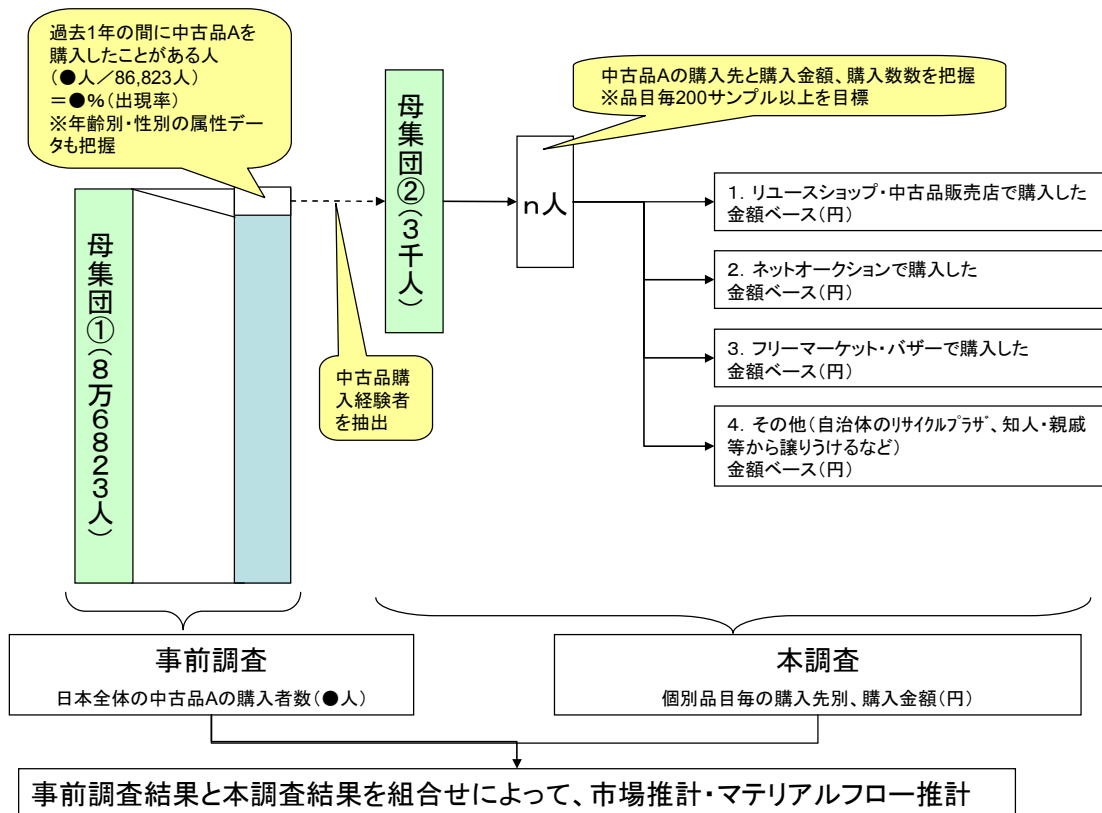 過去1年の間に中古品Aを
購入したことがある人
(●人／86,823人)
＝●%(出現率)
※年齢別・性別の属性デー
タも把握
中古品Aの購入先と購入金額、購入数数を把握
※品目毎200サンプル以上を目標
母集団①(8万6823人)
母集団②(3千人)
n人
中古品購
入経験者
を抽出
1．リユースショップ・中古品販売店で購入した
金額ベース(円)
2．ネットオークションで購入した
金額ベース(円)
3．フリーマーケット・バザーで購入した
金額ベース(円)
4．その他(自治体のﾘｻｲｸﾙﾌﾟﾗｻﾞ、知人・親戚
等から譲りうけるなど)
金額ベース(円)
事前調査
日本全体の中古品Aの購入者数(●人)
本調査
個別品目毎の購入先別、購入金額(円)
事前調査結果と本調査結果を組合せによって、市場推計・マテリアルフロー推計